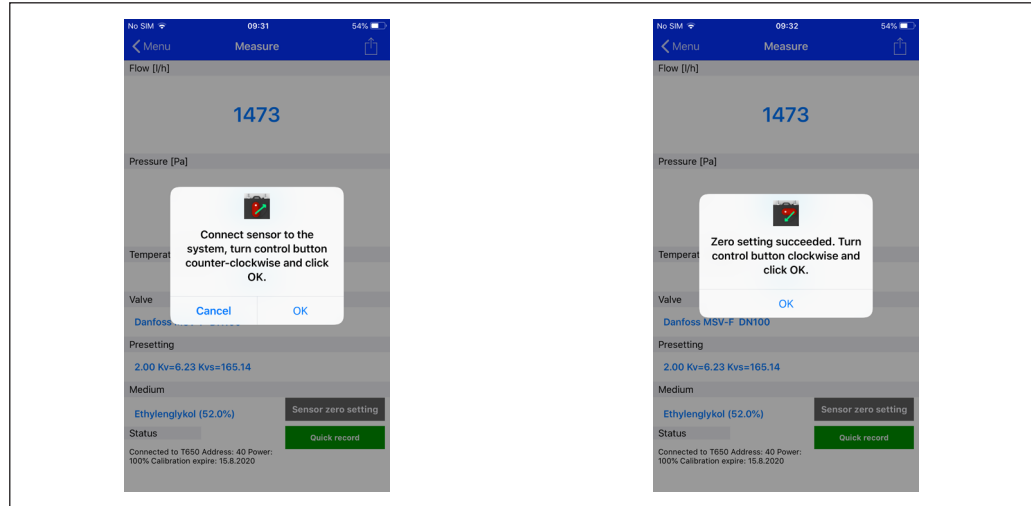 No SIM 09:31 54%
Menu Measure
Flow [l/h]
1473
Pressure [Pa]
Connect sensor to the
system, turn control button
counter-clockwise and click
OK.
Cancel OK
Temperat
Valve
Danfoss
Presetting
2.00 Kv=6.23 Kvs=165.14
Medium
Ethylenglykol (52.0%)
Sensor zero setting
Status
Quick record
Connected to T650 Address: 40 Power:
100% Calibration expire: 15.8.2020
No SIM 09:32 54%
Menu Measure
Flow [l/h]
1473
Pressure [Pa]
Zero setting succeeded. Turn
control button clockwise and
click OK.
OK
Temperat
Valve
Danfoss MSV-F DN100
Presetting
2.00 Kv=6.23 Kvs=165.14
Medium
Ethylenglykol (52.0%)
Sensor zero setting
Status
Quick record
Connected to T650 Address: 40 Power:
100% Calibration expire: 15.8.2020